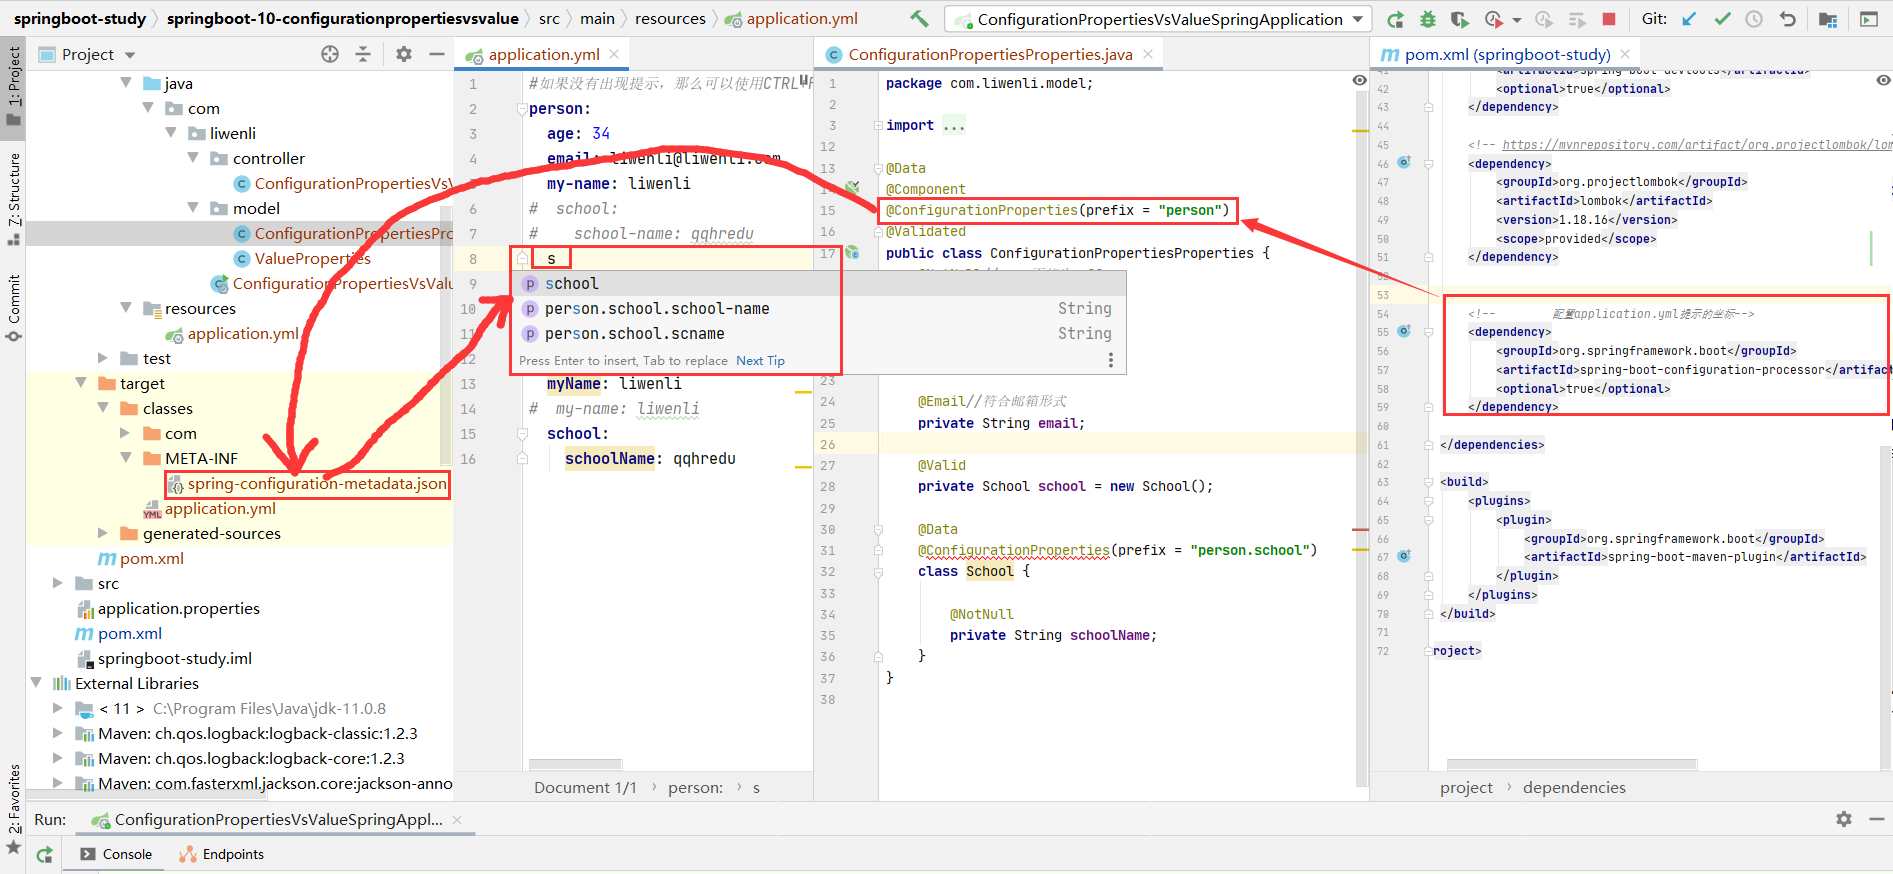 springboot-study springboot-10-configurationpropertiesvsvalue src main resources application.yml
ConfigurationPropertiesVsValueSpringApplication
Git:
1: Project
7: Structure
Commit
2: Favorites
Project
java
com
liwenli
controller
ConfigurationPropertiesVs
model
ConfigurationPropertiesPro
ValueProperties
ConfigurationPropertiesVsValu
resources
application.yml
test
target
classes
com
META-INF
spring-configuration-metadata.json
application.yml
generated-sources
pom.xml
src
application.properties
pom.xml
springboot-study.iml
External Libraries
< 11 > C:\Program Files\Java\jdk-11.0.8
Maven: ch.qos.logback:logback-classic:1.2.3
Maven: ch.qos.logback:logback-core:1.2.3
Maven: com.fasterxml.jackson.core:jackson-anno
application.yml
1 #如果没有出现提示，那么可以使用CTRL+
2 person:
3 age: 34
4 email: liwenli@liwenli.com
my-name: liwenli
6 # school:
7 # school-name: qqhredu
8 s
9
10
11
12
school
person.school.school-name String
person.school.scname String
Press Enter to insert, Tab to replace Next Tip
13 myName: liwenli
14 # my-name: liwenli
15 school:
16 schoolName: qqhredu
Document 1/1 person: s
ConfigurationPropertiesProperties.java
1 package com.liwenli.model;
2
3 import ...
12
13 @Data
14 @Component
15 @ConfigurationProperties(prefix = "person")
16 @Validated
17 public class ConfigurationPropertiesProperties {
23
24 @Email//符合邮箱形式
25 private String email;
26
27 @Valid
28 private School school = new School();
29
30 @Data
31 @ConfigurationProperties(prefix = "person.school")
32 class School {
33
34 @NotNull
35 private String schoolName;
36 }
37 }
38
pom.xml (springboot-study)
41 <artifactId>spring-boot-devtools</artifactId>
42 <optional>true</optional>
43 </dependency>
44
45 <!-- https://mvnrepository.com/artifact/org.projectlombok/lom
46 <dependency>
47 <groupId>org.projectlombok</groupId>
48 <artifactId>lombok</artifactId>
49 <version>1.18.16</version>
50 <scope>provided</scope>
51 </dependency>
52
53
54 <!-- 配置application.yml提示的坐标-->
55 <dependency>
56 <groupId>org.springframework.boot</groupId>
57 <artifactId>spring-boot-configuration-processor</artifact
58 <optional>true</optional>
59 </dependency>
60
61 </dependencies>
62
63 <build>
64 <plugins>
65 <plugin>
66 <groupId>org.springframework.boot</groupId>
67 <artifactId>spring-boot-maven-plugin</artifactId>
68 </plugin>
69 </plugins>
70 </build>
71
72 roject>
project dependencies
Run: ConfigurationPropertiesVsValueSpringAppl...
Console Endpoints